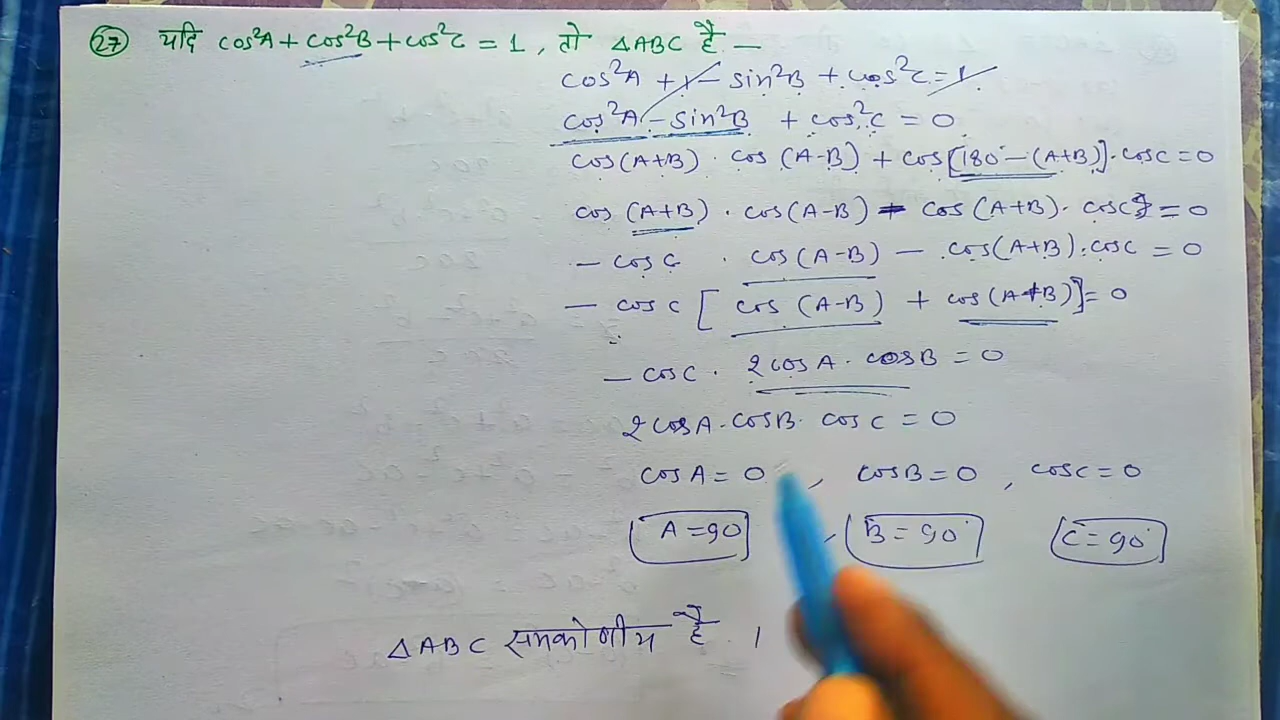 27 यदि cos²A + cos²B + cos²C = 1, तो △ABC है —
cos²A + 1 - sin²B + cos²C = 1
cos²A - sin²B + cos²C = 0
cos(A+B) . cos(A-B) + cos[180° - (A+B)] . cosC = 0
cos(A+B) . cos(A-B) - cos(A+B) . cosC = 0
- cosC . cos(A-B) - cos(A+B) . cosC = 0
- cosC [ cos(A-B) + cos(A+B) ] = 0
- cosC . 2cosA . cosB = 0
2cosA . cosB . cosC = 0
cosA = 0 , cosB = 0 , cosC = 0
A = 90 , B = 90° C = 90°
△ABC समकोणीय है ।